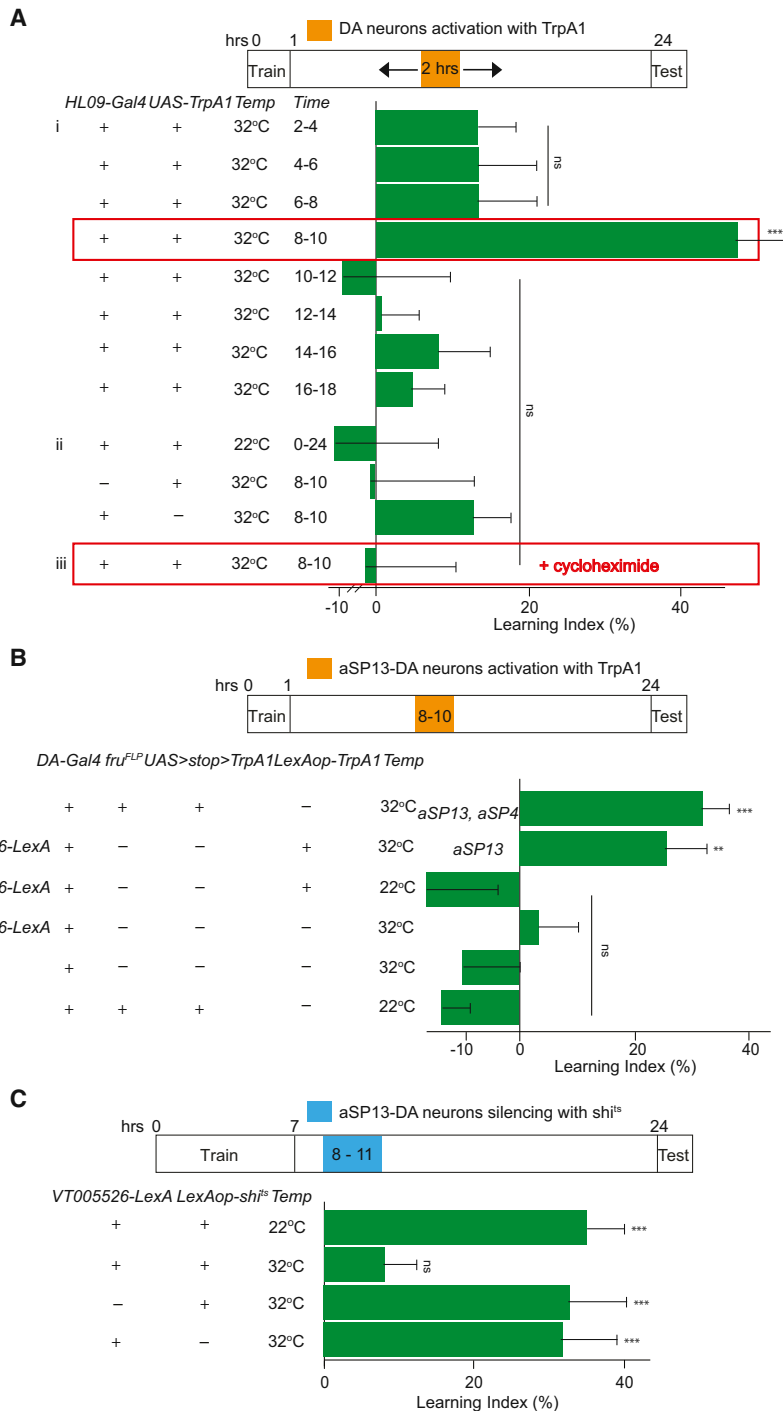 A
DA neurons activation with TrpA1
hrs 0 1 24
Train 2 hrs Test
HL09-Gal4 UAS-TrpA1 Temp Time
i + + 32°C 2-4
+ + 32°C 4-6
+ + 32°C 6-8
ns
+ + 32°C 8-10 ***
+ + 32°C 10-12
+ + 32°C 12-14
+ + 32°C 14-16
+ + 32°C 16-18
ns
ii + + 22°C 0-24
− + 32°C 8-10
+ − 32°C 8-10
iii + + 32°C 8-10 + cycloheximide
-10 0 20 40
Learning Index (%)
B
aSP13-DA neurons activation with TrpA1
hrs 0 1 24
Train 8-10 Test
DA-Gal4 fruFLP UAS>stop>TrpA1 LexAop-TrpA1 Temp
+ + + − 32°C aSP13, aSP4 ***
6-LexA + − − + 32°C aSP13 **
6-LexA + − − + 22°C
6-LexA + − − − 32°C
ns
+ − − − 32°C
+ + + − 22°C
-10 0 20 40
Learning Index (%)
C
aSP13-DA neurons silencing with shits
hrs 0 7 24
Train 8 - 11 Test
VT005526-LexA LexAop-shits Temp
+ + 22°C ***
+ + 32°C ns
− + 32°C ***
+ − 32°C ***
0 20 40
Learning Index (%)